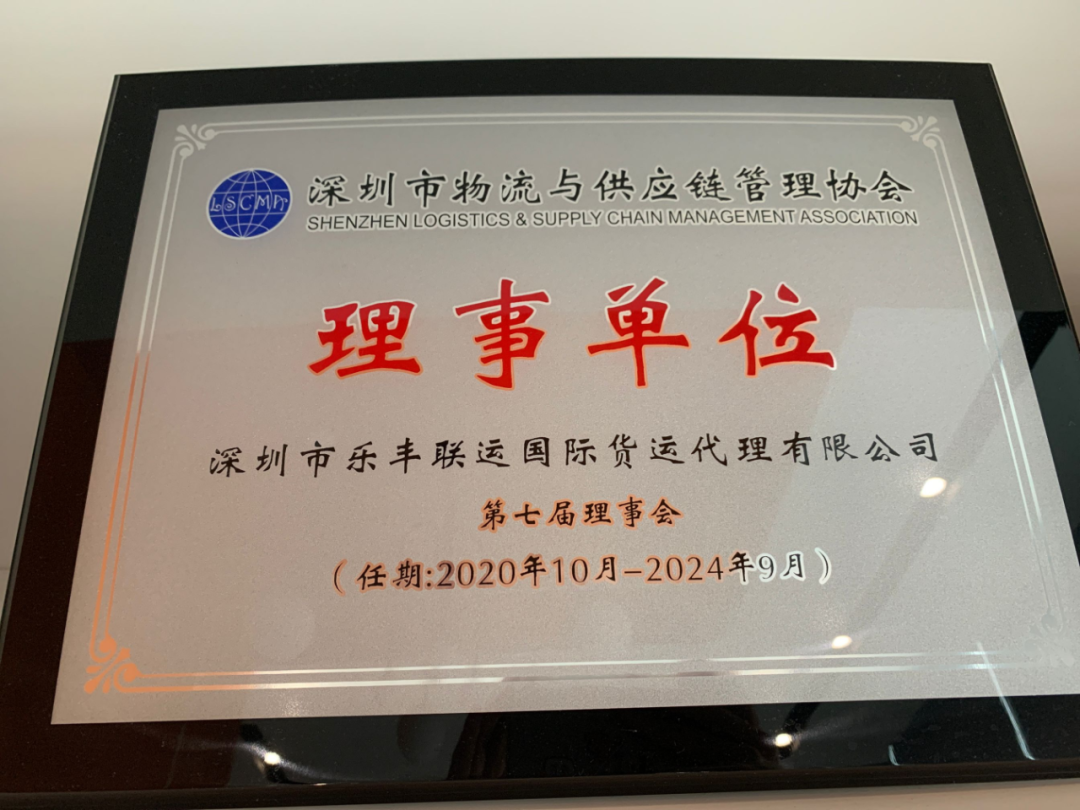 LSCMA
深圳市物流与供应链管理协会
SHENZHEN LOGISTICS & SUPPLY CHAIN MANAGEMENT ASSOCIATION
理事单位
深圳市乐丰联运国际货运代理有限公司
第七届理事会
（任期:2020年10月-2024年9月）